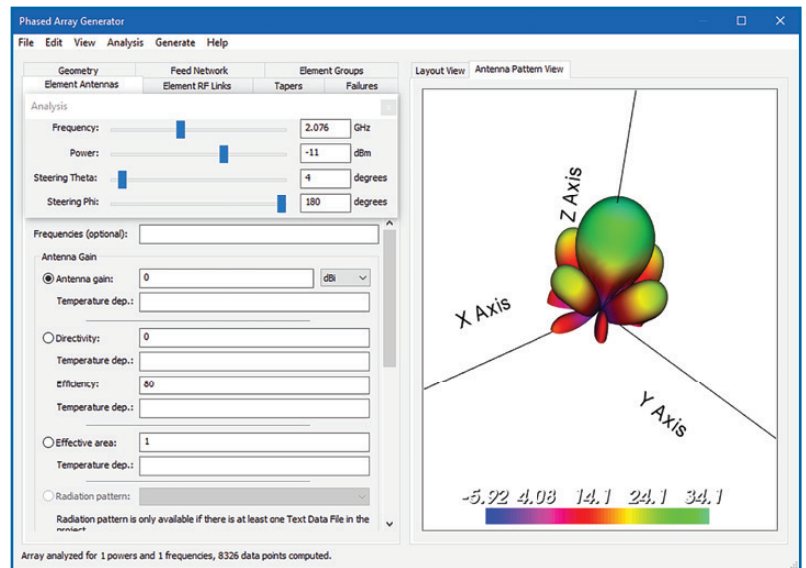 Phased Array Generator
File Edit View Analysis Generate Help
Geometry Feed Network Element Groups
Element Antennas Element RF Links Tapers Failures
Layout View Antenna Pattern View
Analysis
Frequency: 2.076 GHz
Power: -11 dBm
Steering Theta: 4 degrees
Steering Phi: 180 degrees
Frequencies (optional):
Antenna Gain
Antenna gain: 0 dBi
Temperature dep.:
Directivity: 0
Temperature dep.:
Efficiency: 80
Temperature dep.:
Effective area: 1
Temperature dep.:
Radiation pattern:
Radiation pattern is only available if there is at least one Text Data File in the
project
Z Axis
X Axis
Y Axis
-5.92 4.08 14.1 24.1 34.1
Array analyzed for 1 powers and 1 frequencies, 8326 data points computed.